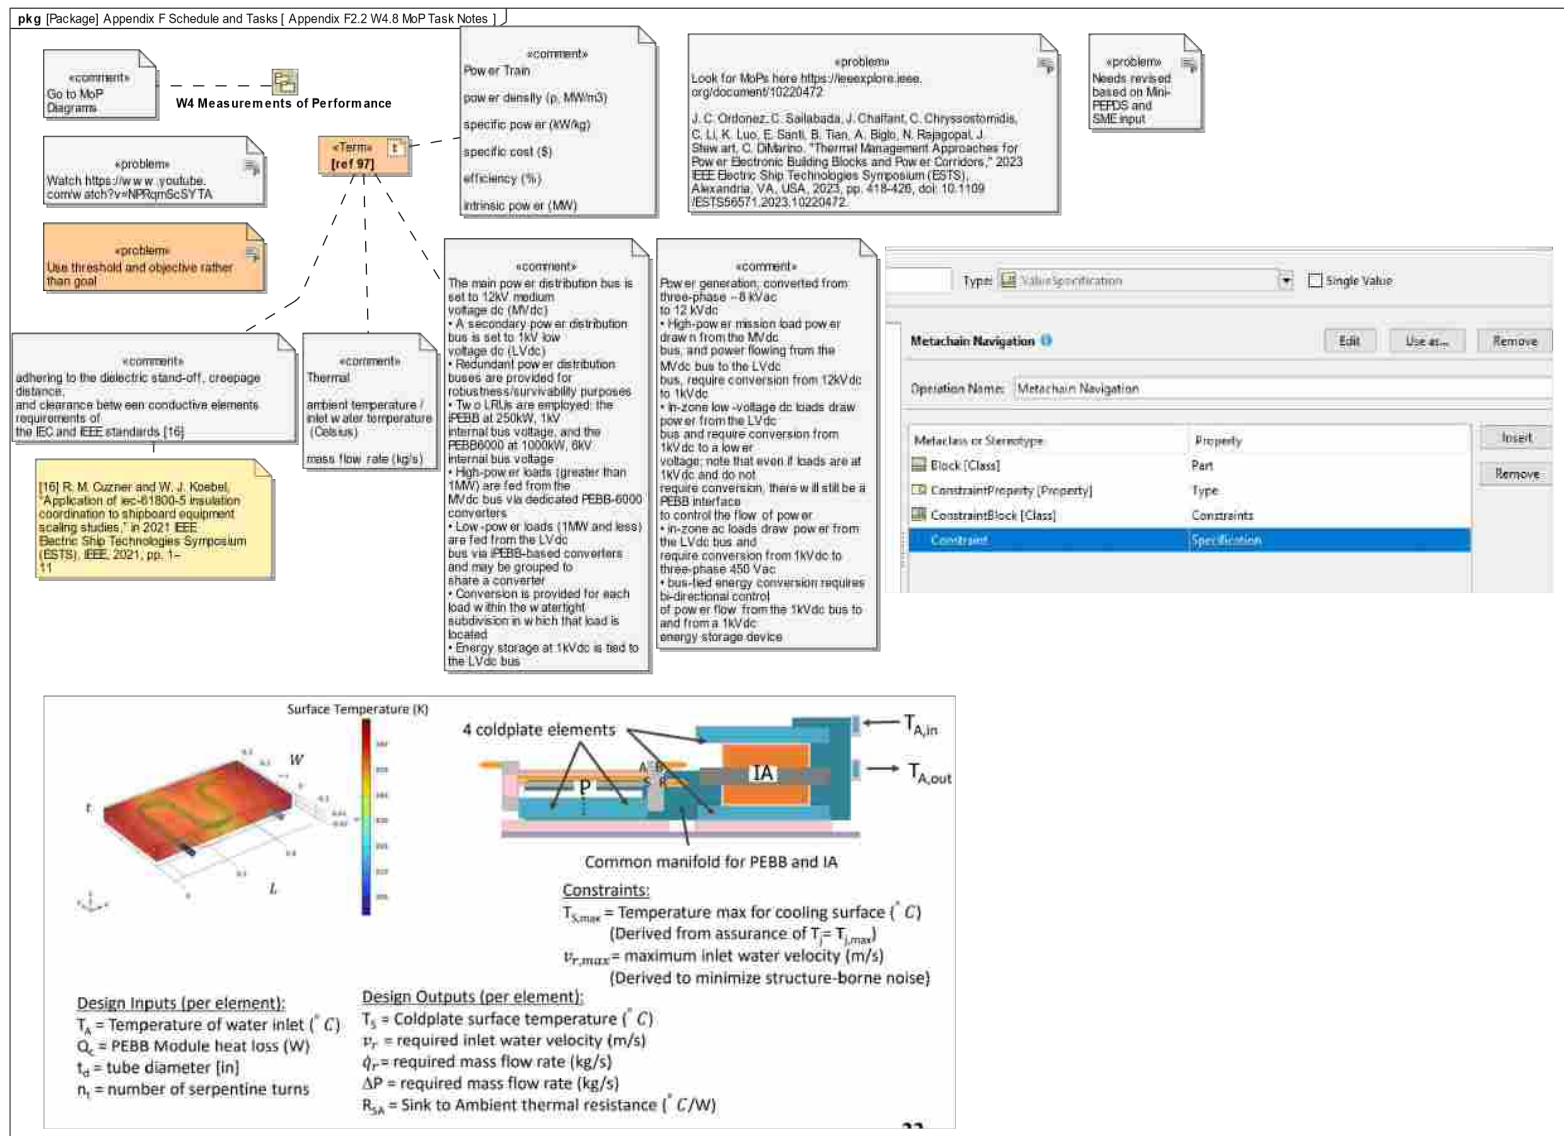 pkg [Package] Appendix F Schedule and Tasks [ Appendix F2.2 W4.8 MoP Task Notes ]
«comment»
Go to MoP
Diagrams
W4 Measurements of Performance
«problem»
Watch https://www.youtube.
com/watch?v=NPRqmScSYTA
«problem»
Use threshold and objective rather
than goal
«Term»
[ref 97]
«comment»
Power Train
power density (p, MW/m3)
specific power (kW/kg)
specific cost ($)
efficiency (%)
intrinsic power (MW)
«problem»
Look for MoPs here https://ieeexplore.ieee.
org/document/10220472
J. C. Ordonez, C. Sailabada, J. Chalfant, C. Chryssostomidis,
C. Li, K. Luo, E. Santi, B. Tian, A. Biglo, N. Rajagopal, J.
Stewart, C. DiMarino. "Thermal Management Approaches for
Power Electronic Building Blocks and Power Corridors," 2023
IEEE Electric Ship Technologies Symposium (ESTS),
Alexandria, VA, USA, 2023, pp. 418-426, doi: 10.1109
/ESTS56571.2023.10220472.
«problem»
Needs revised
based on Mini-
PEPDS and
SME input
«comment»
adhering to the dielectric stand-off, creepage
distance,
and clearance between conductive elements
requirements of
the IEC and IEEE standards [16]
[16] R. M. Cuzner and W. J. Koebel,
"Application of iec-61800-5 insulation
coordination to shipboard equipment
scaling studies," in 2021 IEEE
Electric Ship Technologies Symposium
(ESTS). IEEE, 2021, pp. 1–
11
«comment»
Thermal
ambient temperature /
inlet water temperature
(Celsius)
mass flow rate (kg/s)
«comment»
The main power distribution bus is
set to 12kV medium
voltage dc (MVdc)
• A secondary power distribution
bus is set to 1kV low
voltage dc (LVdc)
• Redundant power distribution
buses are provided for
robustness/survivability purposes
• Two LRUs are employed: the
iPEBB at 250kW, 1kV
internal bus voltage, and the
PEBB6000 at 1000kW, 6kV
internal bus voltage
• High-power loads (greater than
1MW) are fed from the
MVdc bus via dedicated PEBB-6000
converters
• Low-power loads (1MW and less)
are fed from the LVdc
bus via iPEBB-based converters
and may be grouped to
share a converter
• Conversion is provided for each
load within the watertight
subdivision in which that load is
located
• Energy storage at 1kVdc is tied to
the LVdc bus
«comment»
Power generation; converted from
three-phase ~8 kVac
to 12 kVdc
• High-power mission load power
drawn from the MVdc
bus, and power flowing from the
MVdc bus to the LVdc
bus, require conversion from 12kVdc
to 1kVdc
• in-zone low-voltage dc loads draw
power from the LVdc
bus and require conversion from
1kVdc to a lower
voltage; note that even if loads are at
1kVdc and do not
require conversion, there will still be a
PEBB interface
to control the flow of power
• in-zone ac loads draw power from
the LVdc bus and
require conversion from 1kVdc to
three-phase 450 Vac
• bus-tied energy conversion requires
bi-directional control
of power flow from the 1kVdc bus to
and from a 1kVdc
energy storage device
Type: ValueSpecification Single Value
Metachain Navigation Edit Use as... Remove
Operation Name: Metachain Navigation
Metaclass or Stereotype Property Insert
Block [Class] Part
Remove
ConstraintProperty [Property] Type
ConstraintBlock [Class] Constraints
Constraint Specification
Surface Temperature (K)
W
t
L
4 coldplate elements
A B
S R
P
IA
T A,in
T A,out
Common manifold for PEBB and IA
Constraints:
T S,max = Temperature max for cooling surface (°C)
(Derived from assurance of Tj= Tj,max)
v r,max = maximum inlet water velocity (m/s)
(Derived to minimize structure-borne noise)
Design Inputs (per element):
T A = Temperature of water inlet (°C)
Q c = PEBB Module heat loss (W)
t d = tube diameter [in]
n t = number of serpentine turns
Design Outputs (per element):
T S = Coldplate surface temperature (°C)
v r = required inlet water velocity (m/s)
q̇ r = required mass flow rate (kg/s)
ΔP = required mass flow rate (kg/s)
R SA = Sink to Ambient thermal resistance (°C/W)